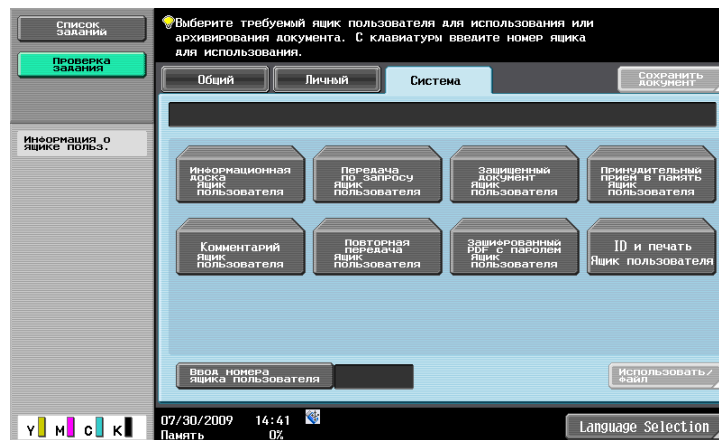 Список
заданий
Проверка
задания
Информация о
ящике польз.
Выберите требуемый ящик пользователя для использования или
архивирования документа. С клавиатуры введите номер ящика
для использования.
Общий
Личный
Система
Сохранить
документ
Информационная
доска
Ящик
пользователя
Передача
по запросу
Ящик
пользователя
Защищенный
документ
Ящик
пользователя
Принудительный
прием в память
Ящик
пользователя
Комментарий
Ящик
пользователя
Повторная
передача
Ящик
пользователя
Зашифрованный
PDF с паролем
Ящик
пользователя
ID и печать
Ящик пользователя
Ввод номера
ящика пользователя
Использовать/
файл
Y M C K
07/30/2009 14:41
Память 0%
Language Selection